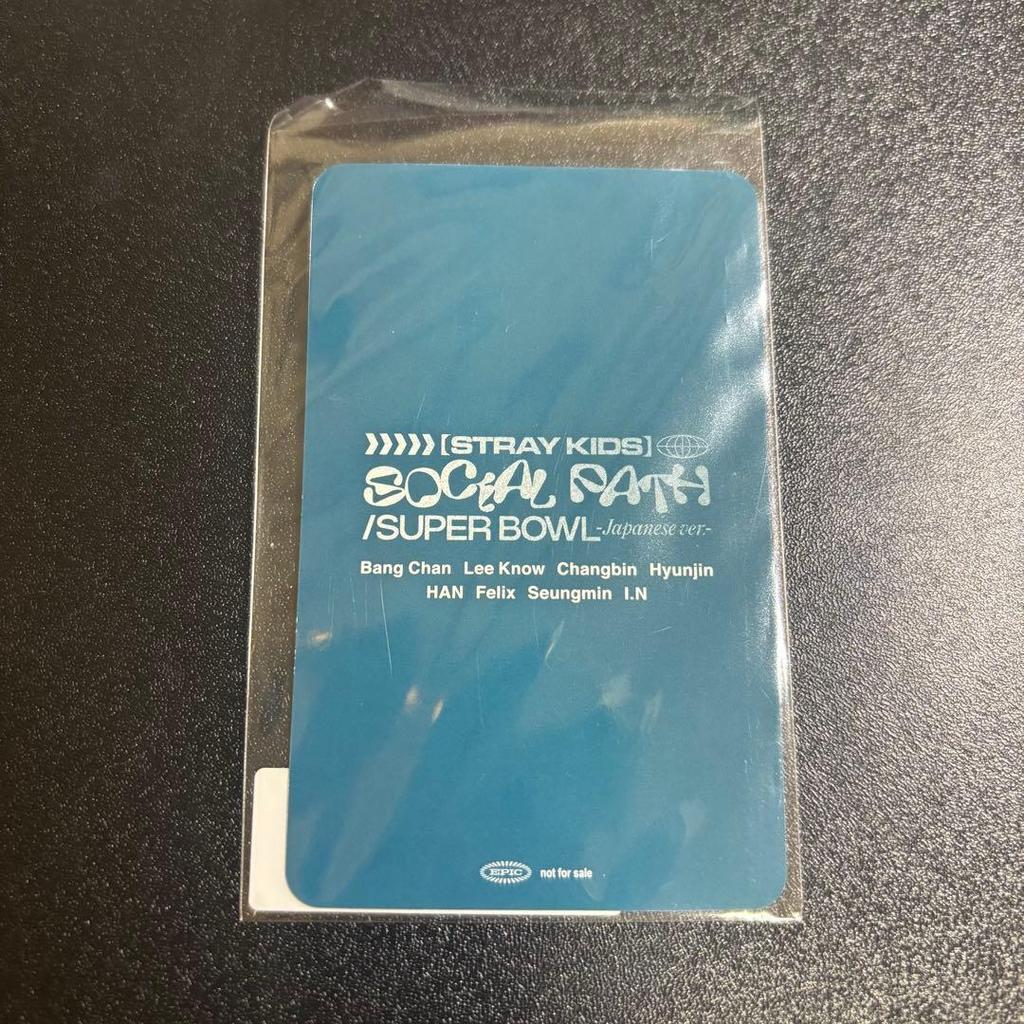 ❯❯❯❯❯ [STRAY KIDS]
SOCIAL PATH
/SUPER BOWL -Japanese ver.-
Bang Chan Lee Know Changbin Hyunjin
HAN Felix Seungmin I.N
EPIC not for sale